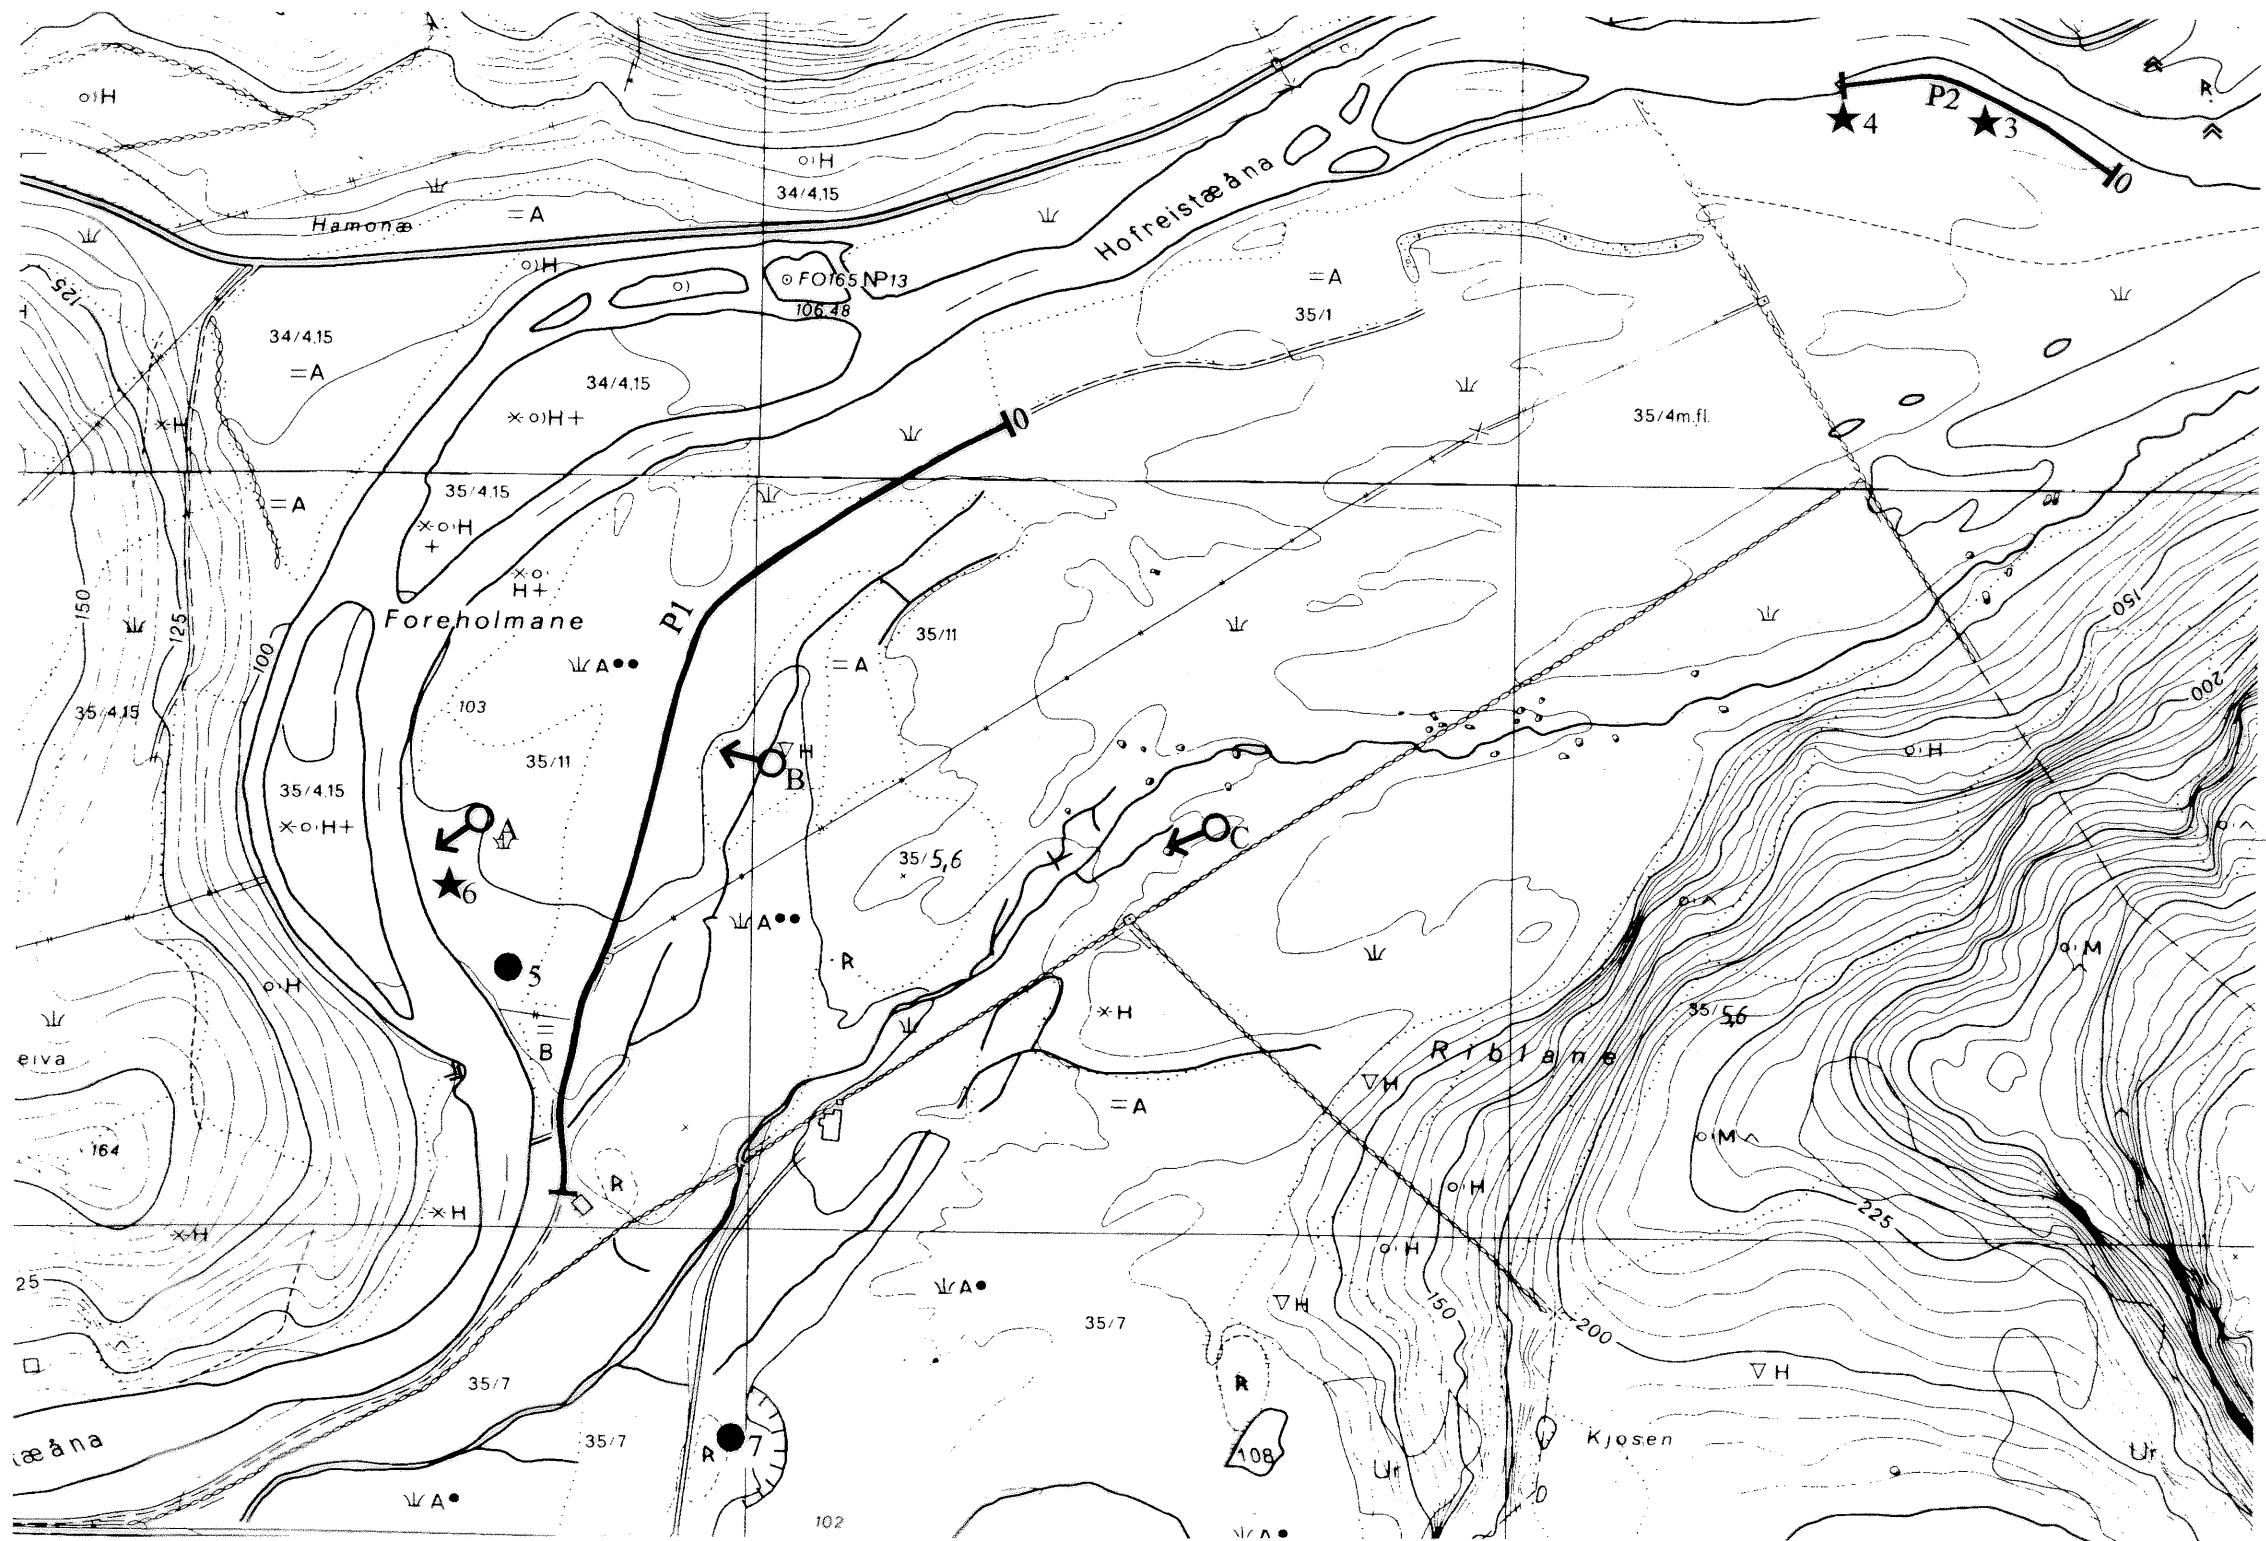 H
R
P2
4
3
0
H
34/4.15
=A
Hamonæ
Hofreistæåna
H
FO165 NP13
106.48
=A
125
34/4.15
35/1
=A
34/4.15
H+
H
0
35/4m.fl.
35/4.15
=A
H
+
H+
150
125
Foreholmane
P1
35/11
150
100
A
=A
200
35/4.15
103
35/11
H
B
H
35/4.15
H+
A
C
35/5,6
6
A
R
M
5
H
H
35/5,6
eiva
B
Riblane
H
=A
164
M
R
H
H
H
225
H
25
A
H
150
200
35/7
35/7
R
H
35/7
R
7
108
Kjosen
Ur
Ur
æåna
A
102
A